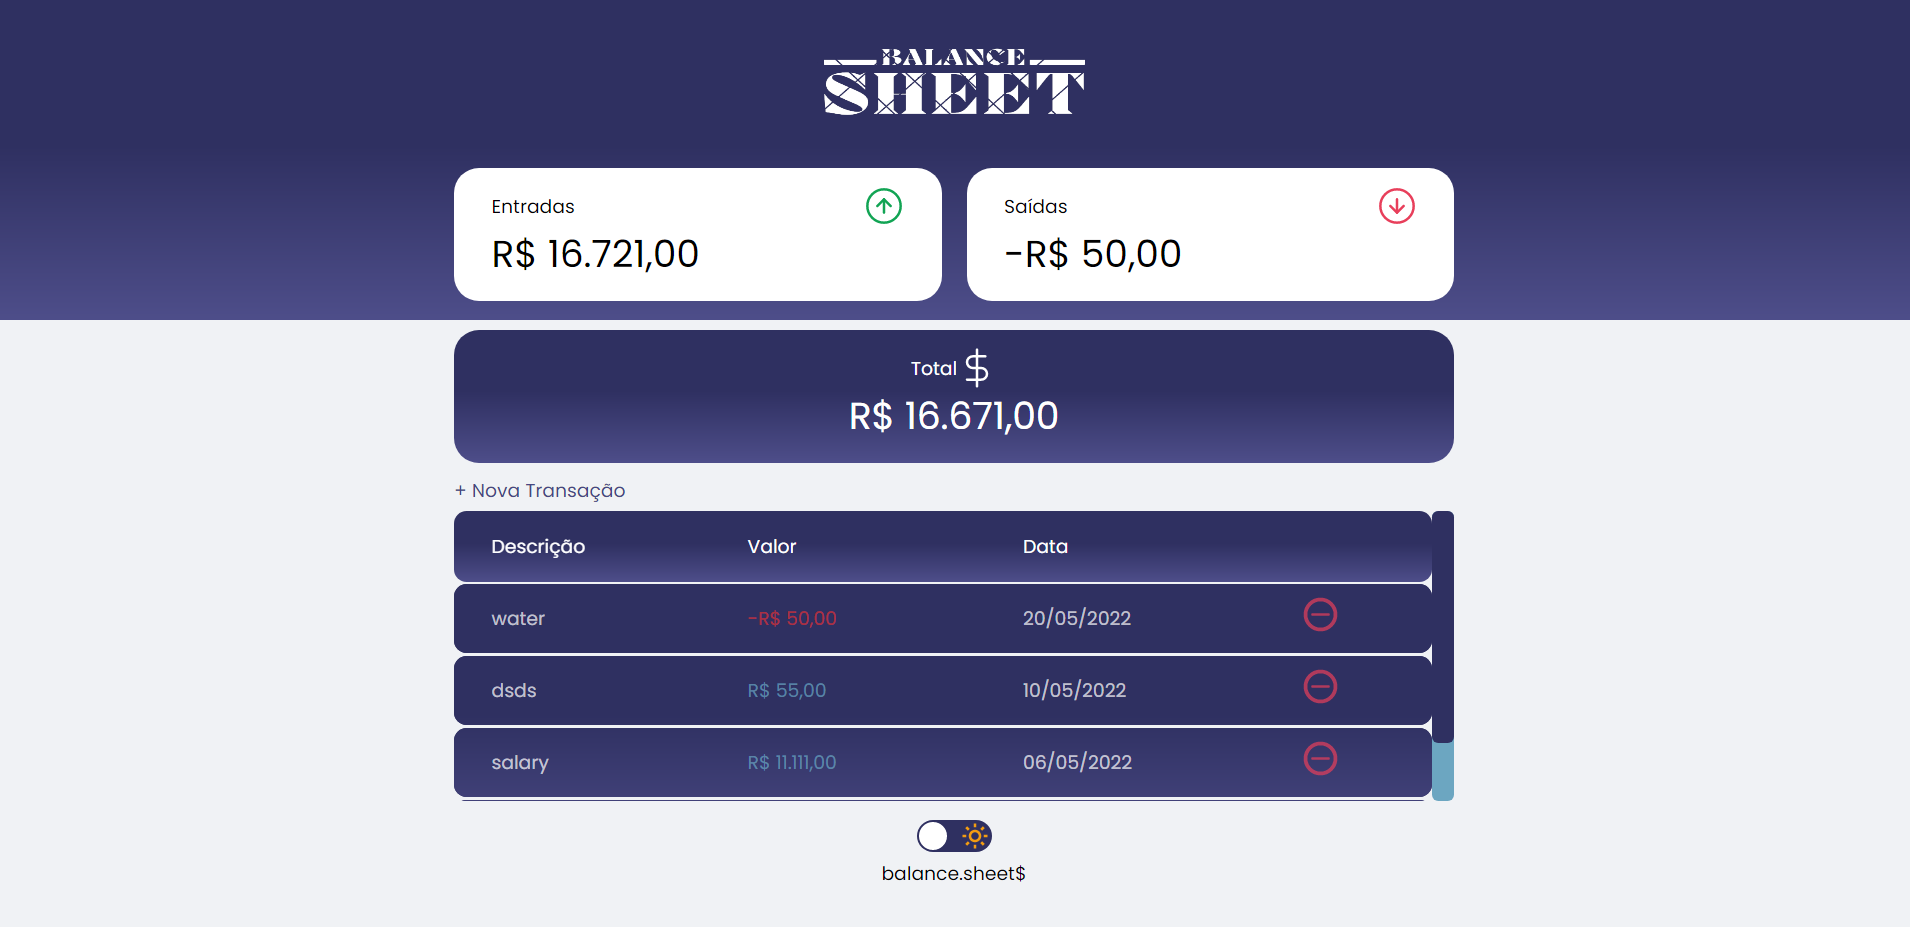 BALANCE
SHEET
Entradas
R$ 16.721,00
Saídas
-R$ 50,00
Total $
R$ 16.671,00
+ Nova Transação
Descrição Valor Data
water -R$ 50,00 20/05/2022
dsds R$ 55,00 10/05/2022
salary R$ 11.111,00 06/05/2022
balance.sheet$